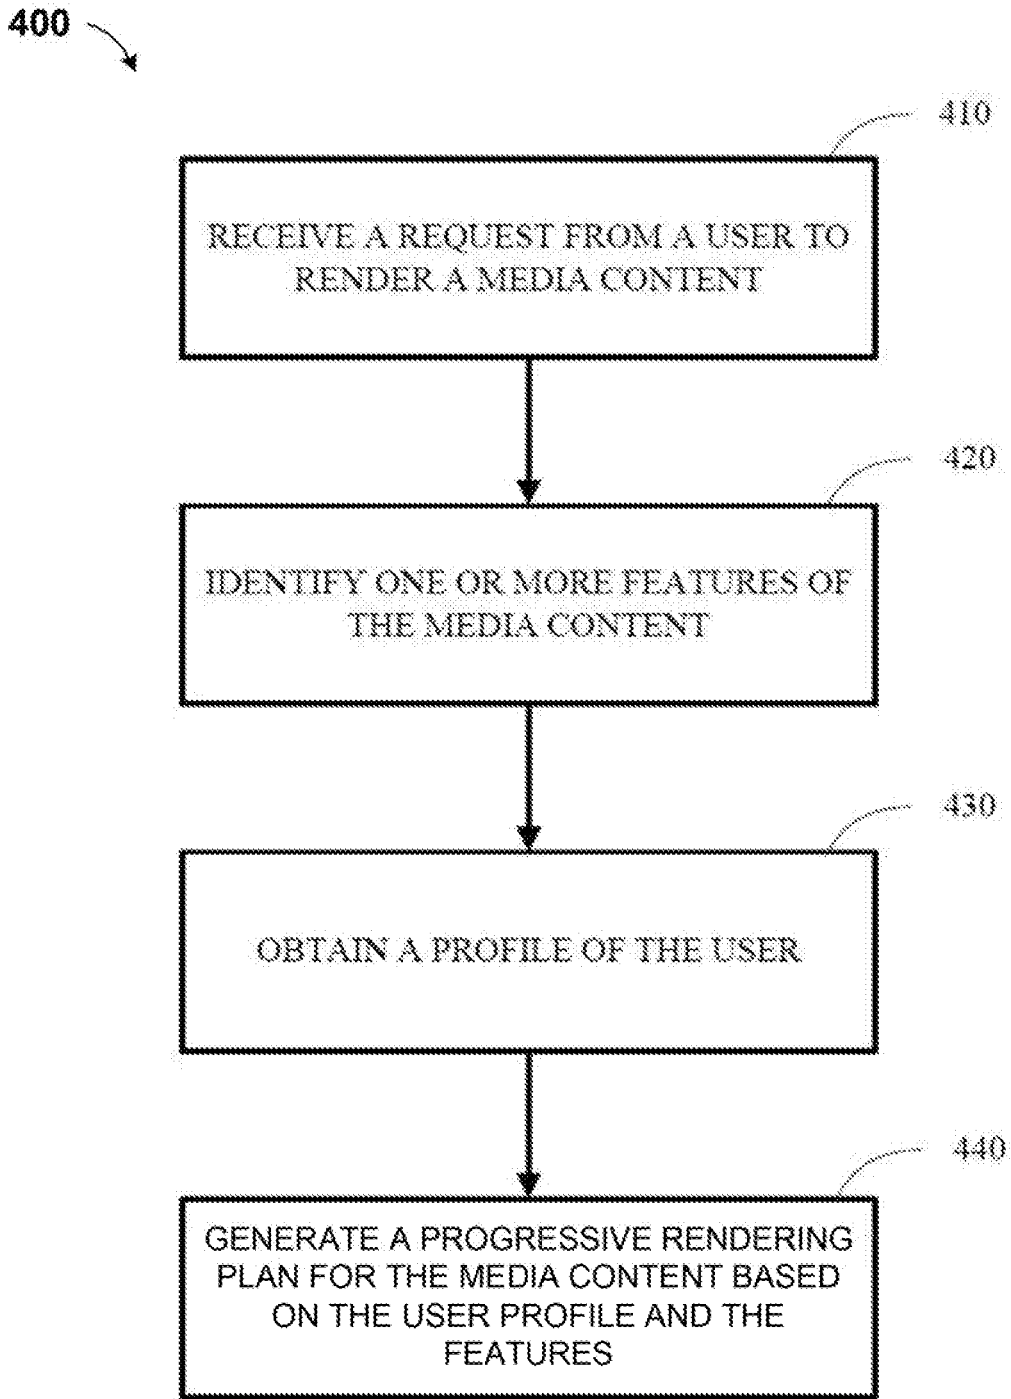 400
410
RECEIVE A REQUEST FROM A USER TO
RENDER A MEDIA CONTENT
420
IDENTIFY ONE OR MORE FEATURES OF
THE MEDIA CONTENT
430
OBTAIN A PROFILE OF THE USER
440
GENERATE A PROGRESSIVE RENDERING
PLAN FOR THE MEDIA CONTENT BASED
ON THE USER PROFILE AND THE
FEATURES